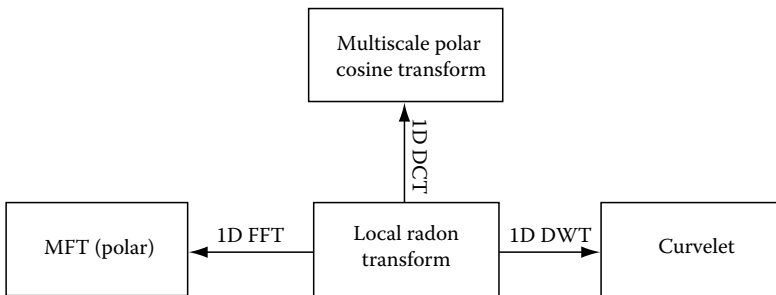 Multiscale polar
cosine transform
1D DCT
MFT (polar)
1D FFT
Local radon
transform
1D DWT
Curvelet